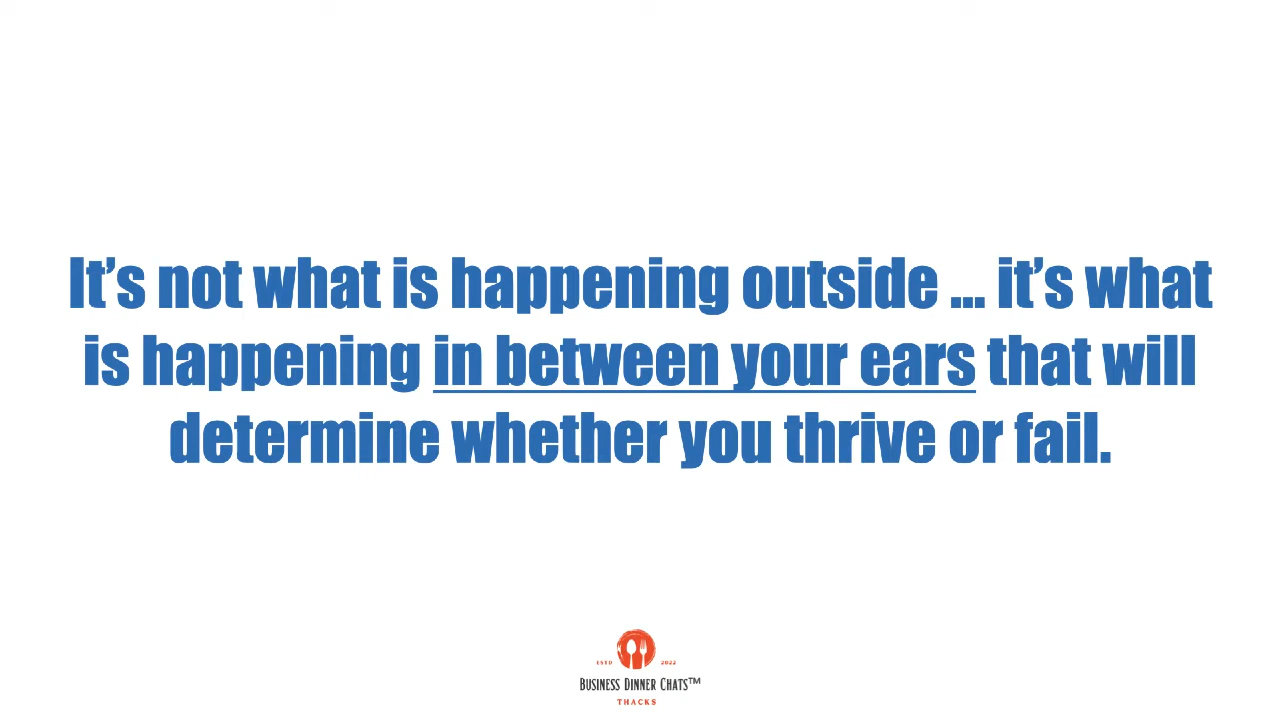 It’s not what is happening outside ... it’s what
is happening in between your ears that will
determine whether you thrive or fail.
ESTD 2022
BUSINESS DINNER CHATS™
THACKS